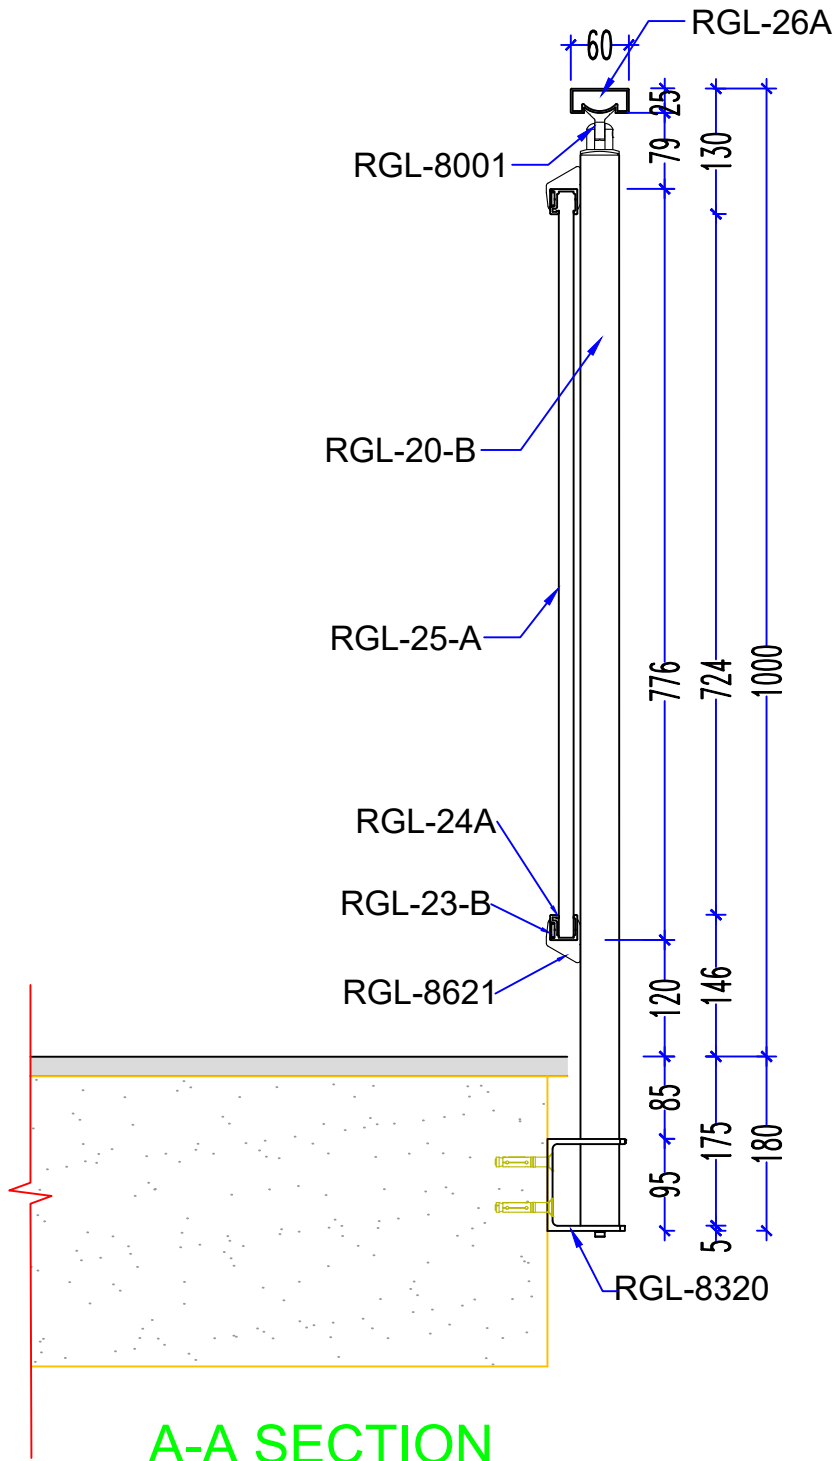 RGL-26A
60
25
79
130
RGL-8001
RGL-20-B
RGL-25-A
776
724
1000
RGL-24A
RGL-23-B
RGL-8621
120
146
85
175
180
95
5
RGL-8320
A-A SECTION